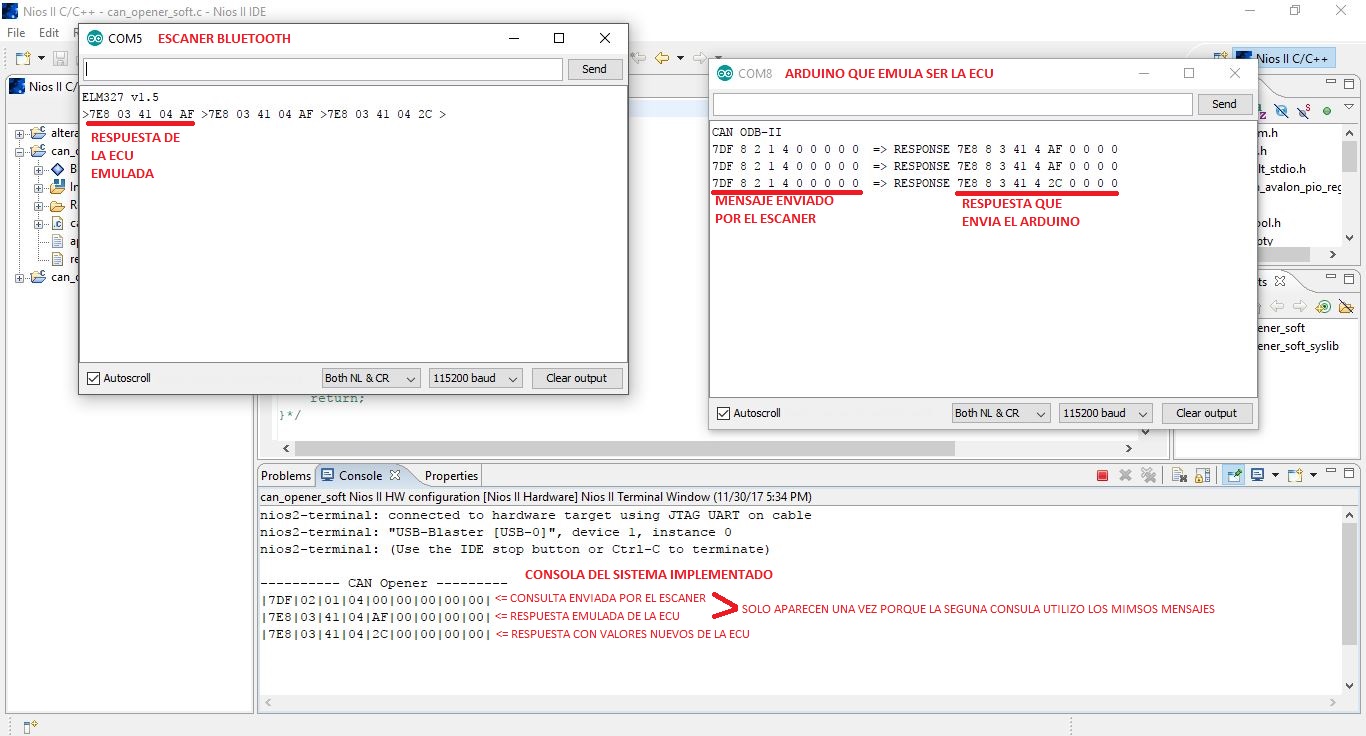 Nios II C/C++ - can_opener_soft.c - Nios II IDE
File Edit
Nios II C/C++
COM5 ESCANER BLUETOOTH
Send
ELM327 v1.5
>7E8 03 41 04 AF >7E8 03 41 04 AF >7E8 03 41 04 2C >
RESPUESTA DE
LA ECU
EMULADA
Autoscroll
Both NL & CR
115200 baud
Clear output
COM8 ARDUINO QUE EMULA SER LA ECU
Send
CAN ODB-II
7DF 8 2 1 4 0 0 0 0 0 => RESPONSE 7E8 8 3 41 4 AF 0 0 0 0
7DF 8 2 1 4 0 0 0 0 0 => RESPONSE 7E8 8 3 41 4 AF 0 0 0 0
7DF 8 2 1 4 0 0 0 0 0 => RESPONSE 7E8 8 3 41 4 2C 0 0 0 0
MENSAJE ENVIADO
POR EL ESCANER
RESPUESTA QUE
ENVIA EL ARDUINO
Autoscroll
Both NL & CR
115200 baud
Clear output
Nios II C
altera
can_o
B
In
R
ca
ap
re
can_o
m.h
.h
lt_stdio.h
_avalon_pio_reg
ool.h
pty
ts
ener_soft
ener_soft_syslib
return;
}*/
Problems Console Properties
can_opener_soft Nios II HW configuration [Nios II Hardware] Nios II Terminal Window (11/30/17 5:34 PM)
nios2-terminal: connected to hardware target using JTAG UART on cable
nios2-terminal: "USB-Blaster [USB-0]", device 1, instance 0
nios2-terminal: (Use the IDE stop button or Ctrl-C to terminate)
---------- CAN Opener ---------
CONSOLA DEL SISTEMA IMPLEMENTADO
|7DF|02|01|04|00|00|00|00|00| <= CONSULTA ENVIADA POR EL ESCANER
|7E8|03|41|04|AF|00|00|00|00| <= RESPUESTA EMULADA DE LA ECU
SOLO APARECEN UNA VEZ PORQUE LA SEGUNA CONSULA UTILIZO LOS MIMSOS MENSAJES
|7E8|03|41|04|2C|00|00|00|00| <= RESPUESTA CON VALORES NUEVOS DE LA ECU